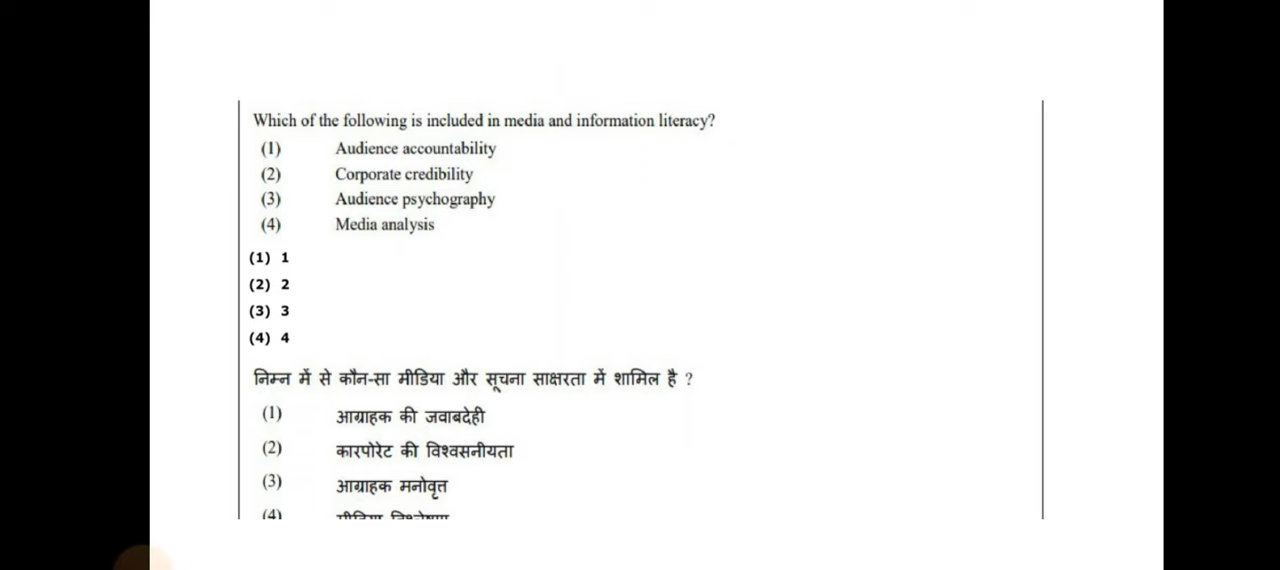 Which of the following is included in media and information literacy?
(1) Audience accountability
(2) Corporate credibility
(3) Audience psychography
(4) Media analysis
(1) 1
(2) 2
(3) 3
(4) 4
निम्न में से कौन-सा मीडिया और सूचना साक्षरता में शामिल है ?
(1) आग्राहक की जवाबदेही
(2) कारपोरेट की विश्वसनीयता
(3) आग्राहक मनोवृत्त
(4)